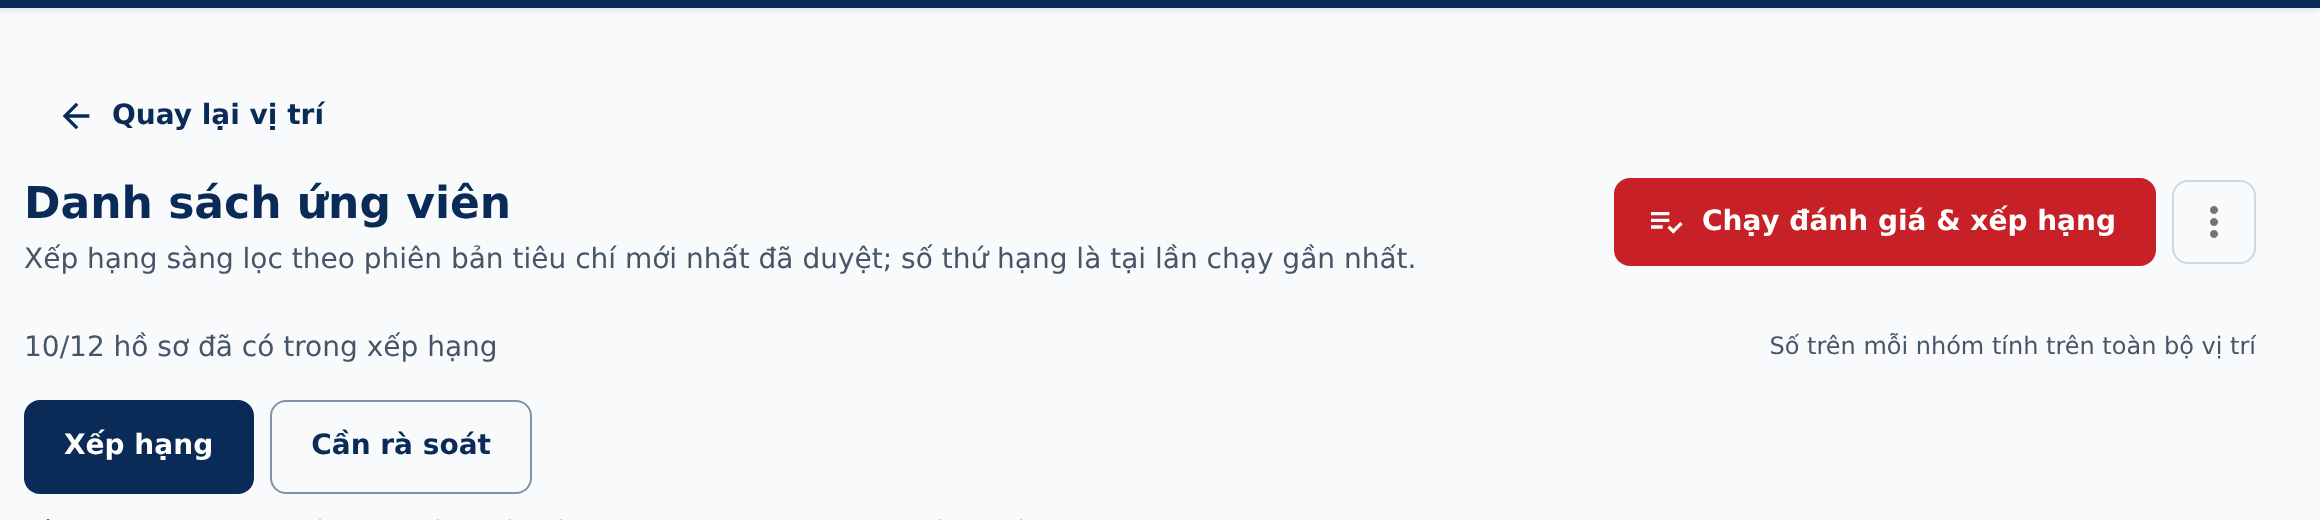 Quay lại vị trí
Danh sách ứng viên
Chạy đánh giá & xếp hạng
Xếp hạng sàng lọc theo phiên bản tiêu chí mới nhất đã duyệt; số thứ hạng là tại lần chạy gần nhất.
10/12 hồ sơ đã có trong xếp hạng
Số trên mỗi nhóm tính trên toàn bộ vị trí
Xếp hạng
Cần rà soát